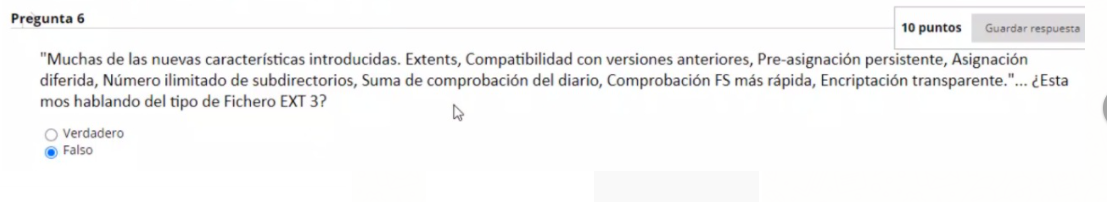 Pregunta 6
10 puntos
Guardar respuesta
"Muchas de las nuevas características introducidas. Extents, Compatibilidad con versiones anteriores, Pre-asignación persistente, Asignación
diferida, Número ilimitado de subdirectorios, Suma de comprobación del diario, Comprobación FS más rápida, Encriptación transparente."... ¿Esta
mos hablando del tipo de Fichero EXT 3?
Verdadero
Falso